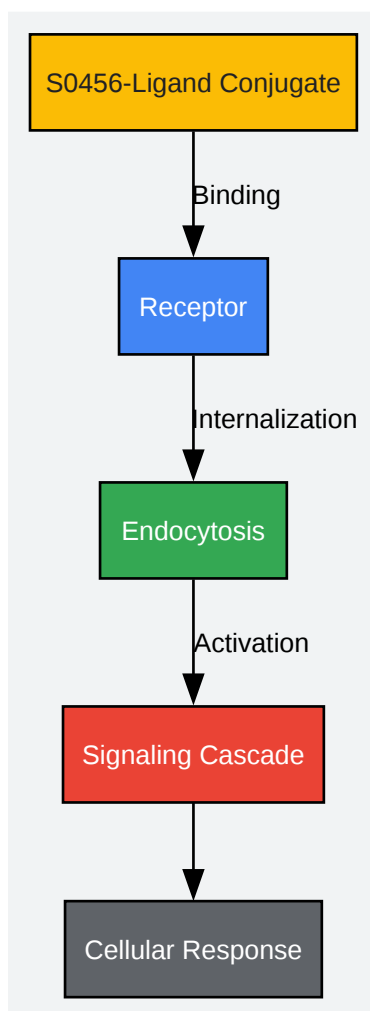 S0456-Ligand Conjugate
Binding
Receptor
Internalization
Endocytosis
Activation
Signaling Cascade
Cellular Response